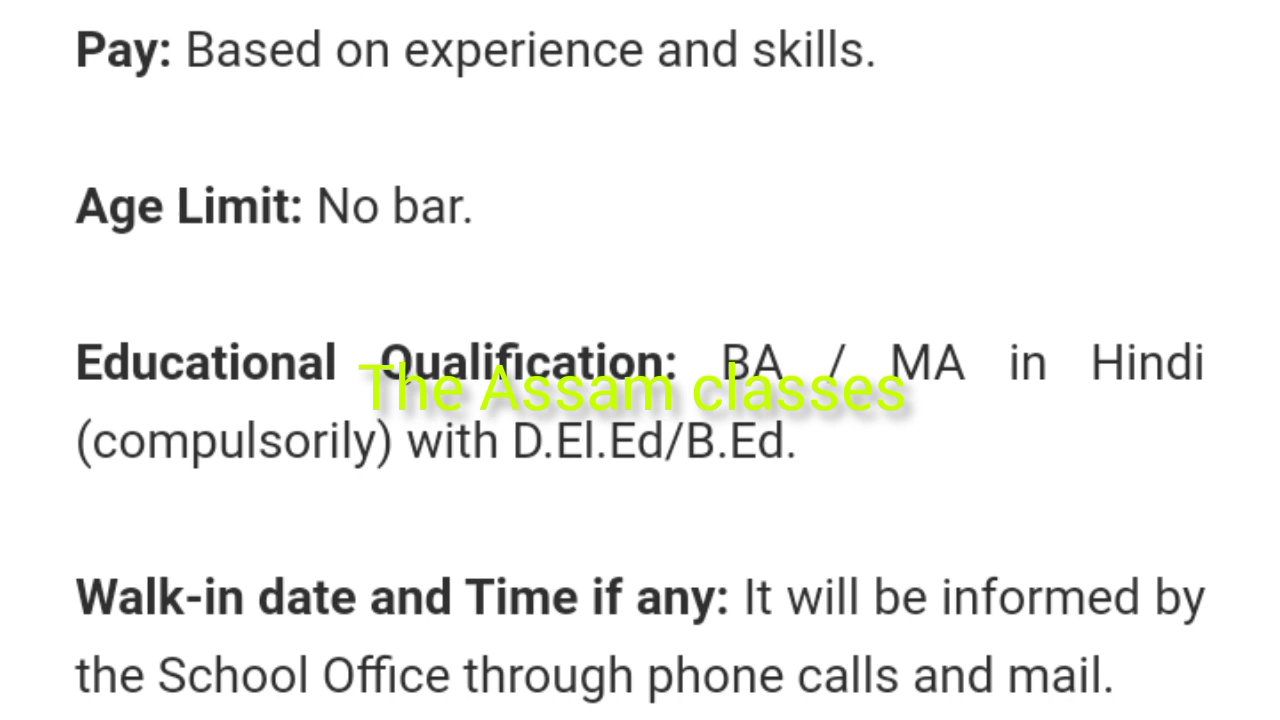 Pay: Based on experience and skills.
Age Limit: No bar.
Educational Qualification: BA / MA in Hindi
The Assam classes
(compulsorily) with D.El.Ed/B.Ed.
Walk-in date and Time if any: It will be informed by
the School Office through phone calls and mail.